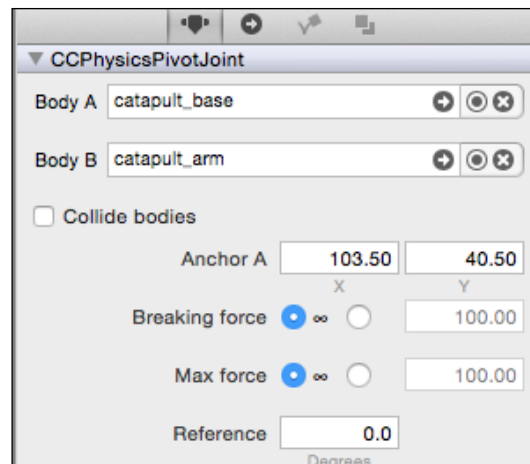 CCPhysicsPivotJoint
Body A catapult_base
Body B catapult_arm
Collide bodies
Anchor A 103.50 40.50
X Y
Breaking force ∞ 100.00
Max force ∞ 100.00
Reference 0.0
Degrees